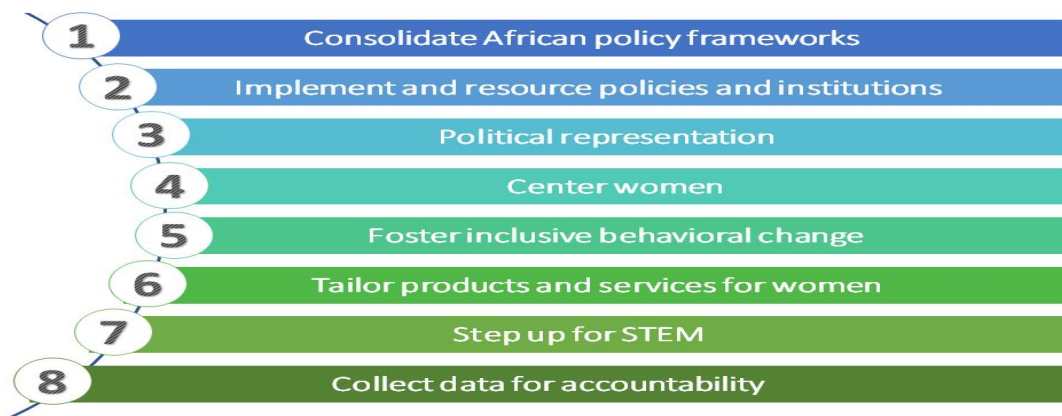 1 Consolidate African policy frameworks
2 Implement and resource policies and institutions
3 Political representation
4 Center women
5 Foster inclusive behavioral change
6 Tailor products and services for women
7 Step up for STEM
8 Collect data for accountability